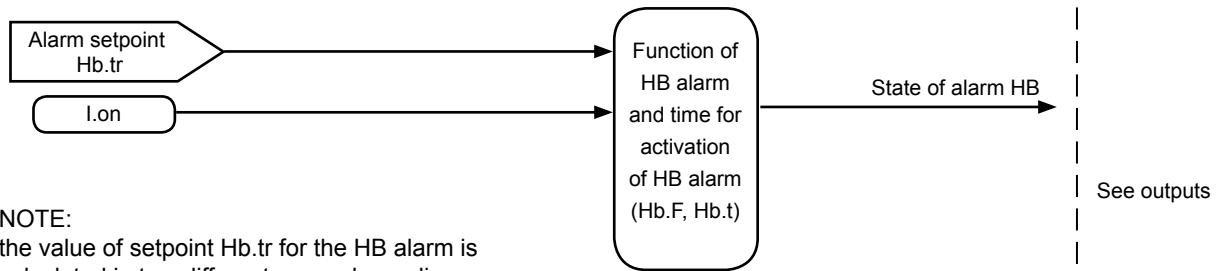 Alarm setpoint
Hb.tr
I.on
Function of
HB alarm
and time for
activation
of HB alarm
(Hb.F, Hb.t)
State of alarm HB
See outputs
NOTE:
the value of setpoint Hb.tr for the HB alarm is